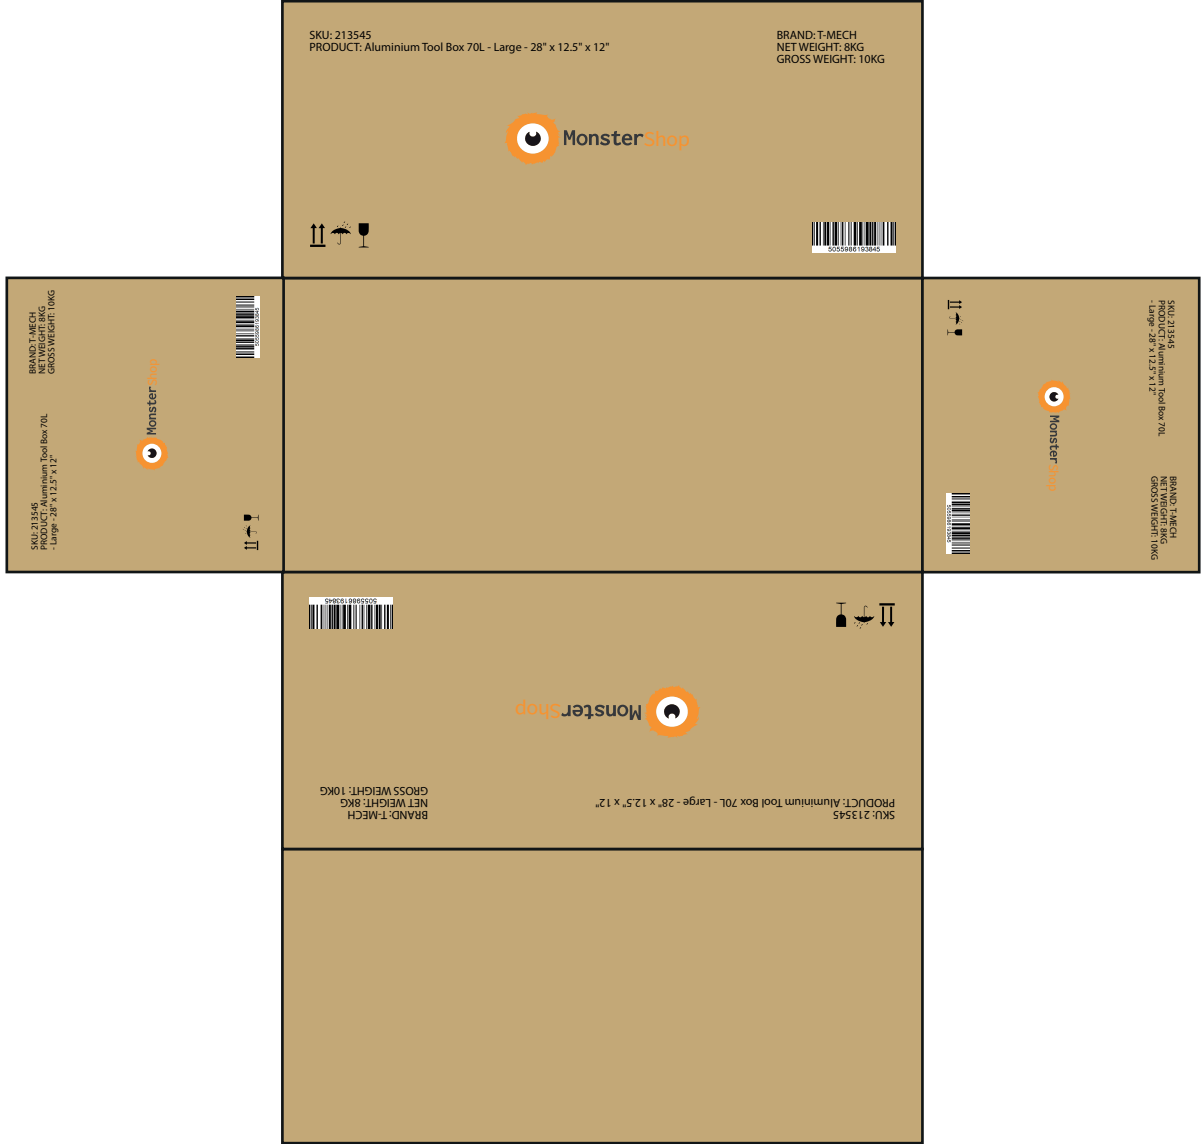 SKU: 213545
PRODUCT: Aluminium Tool Box 70L - Large - 28" x 12.5" x 12"
BRAND: T-MECH
NET WEIGHT: 8KG
GROSS WEIGHT: 10KG
MonsterShop
5055986193845
BRAND: T-MECH
NET WEIGHT: 8KG
GROSS WEIGHT: 10KG
SKU: 213545
PRODUCT: Aluminium Tool Box 70L
- Large - 28" x 12.5" x 12"
MonsterShop
5055986193845
SKU: 213545
PRODUCT: Aluminium Tool Box 70L
- Large - 28" x 12.5" x 12"
BRAND: T-MECH
NET WEIGHT: 8KG
GROSS WEIGHT: 10KG
MonsterShop
5055986193845
SKU: 213545
PRODUCT: Aluminium Tool Box 70L - Large - 28" x 12.5" x 12"
BRAND: T-MECH
NET WEIGHT: 8KG
GROSS WEIGHT: 10KG
MonsterShop
5055986193845